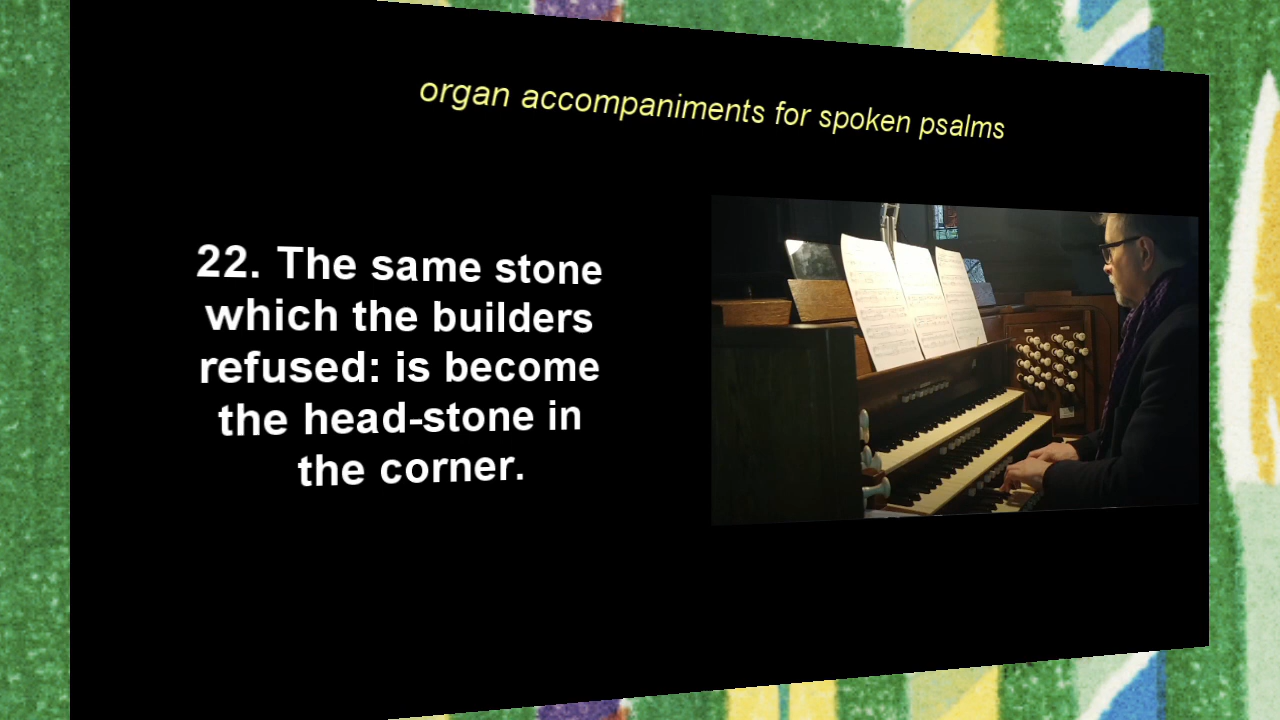 organ accompaniments for spoken psalms
22. The same stone
which the builders
refused: is become
the head-stone in
the corner.